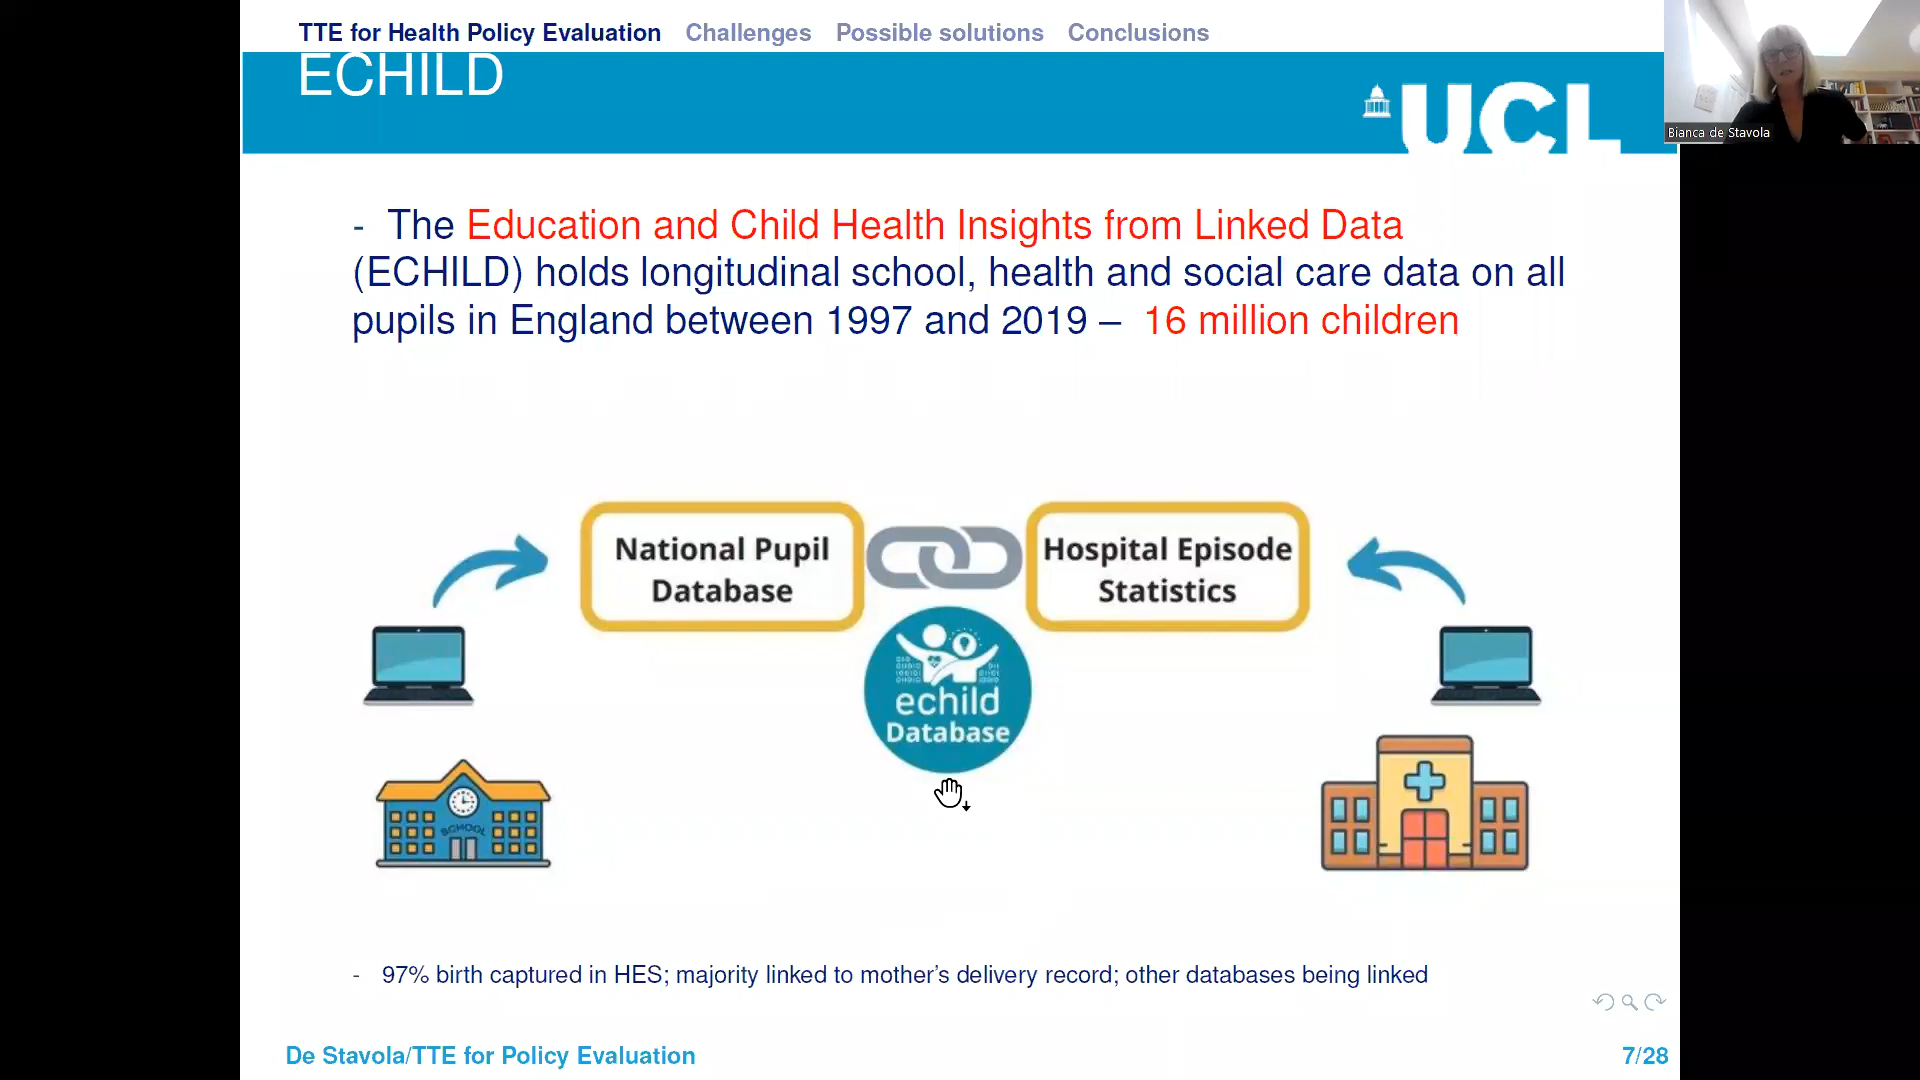 TTE for Health Policy Evaluation Challenges Possible solutions Conclusions
ECHILD
UCL
Bianca de Stavola
- The Education and Child Health Insights from Linked Data
(ECHILD) holds longitudinal school, health and social care data on all
pupils in England between 1997 and 2019 – 16 million children
National Pupil
Database
Hospital Episode
Statistics
echild
Database
SCHOOL
- 97% birth captured in HES; majority linked to mother's delivery record; other databases being linked
De Stavola/TTE for Policy Evaluation
7/28